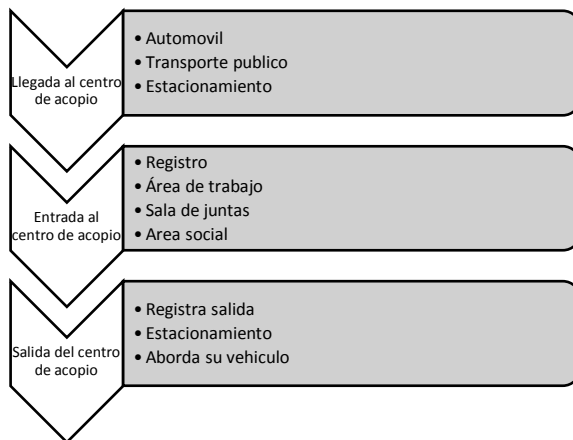 Llegada al centro
de acopio
• Automovil
• Transporte publico
• Estacionamiento
Entrada al
centro de acopio
• Registro
• Área de trabajo
• Sala de juntas
• Area social
Salida del centro
de acopio
• Registra salida
• Estacionamiento
• Aborda su vehiculo